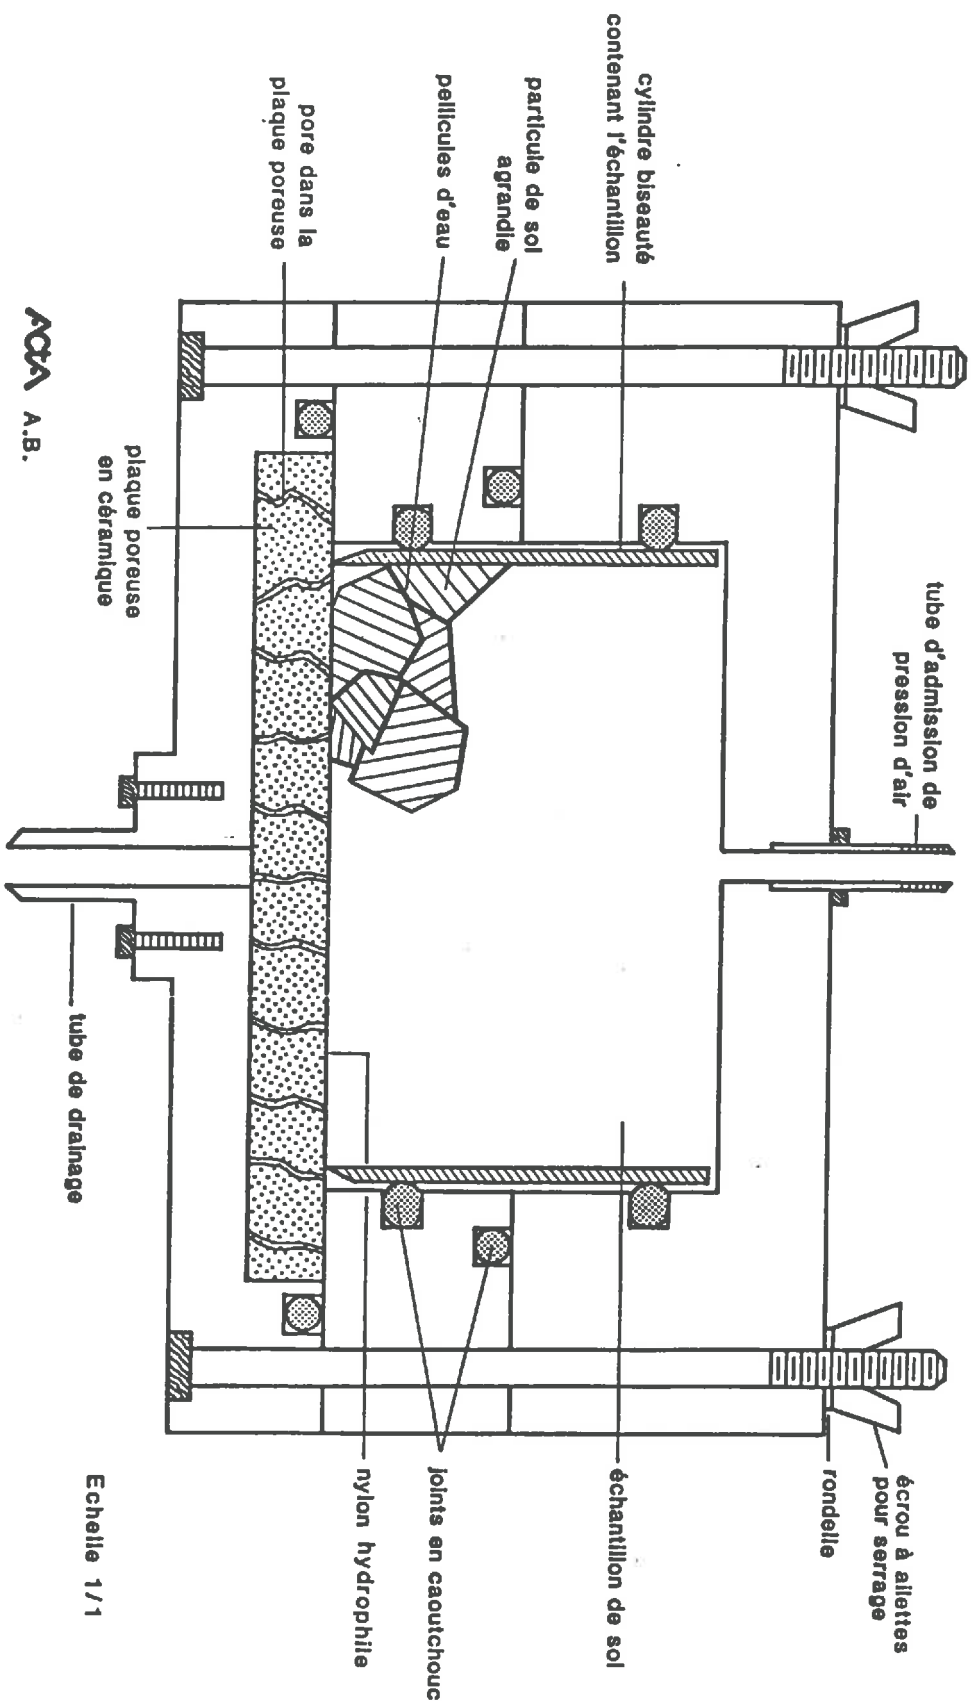 tube d'admission de
pression d'air
écrou à ailettes
pour serrage
rondelle
cylindre biseauté
contenant l'échantillon
échantillon de sol
particule de sol
agrandie
pellicules d'eau
joints en caoutchouc
nylon hydrophile
pore dans la
plaque poreuse
plaque poreuse
en céramique
tube de drainage
ACtA A.B.
Echelle 1/1